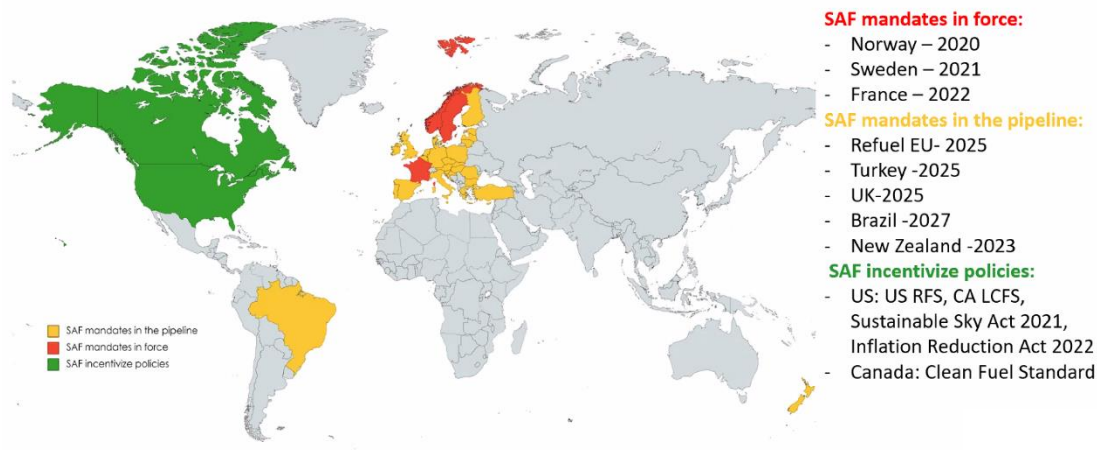 SAF mandates in force:
- Norway – 2020
- Sweden – 2021
- France – 2022
SAF mandates in the pipeline:
- Refuel EU- 2025
- Turkey -2025
- UK-2025
- Brazil -2027
- New Zealand -2023
SAF incentivize policies:
- US: US RFS, CA LCFS,
Sustainable Sky Act 2021,
Inflation Reduction Act 2022
- Canada: Clean Fuel Standard
SAF mandates in the pipeline
SAF mandates in force
SAF incentivize policies